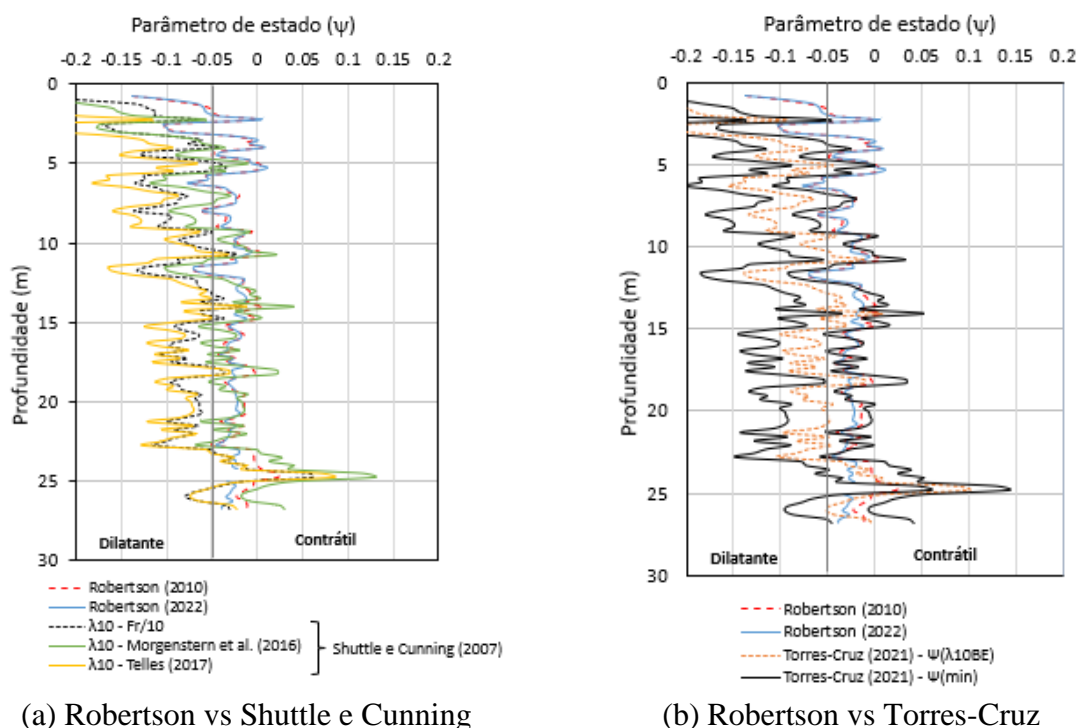 Parâmetro de estado (ψ)
-0.2 -0.15 -0.1 -0.05 0 0.05 0.1 0.15 0.2
0
5
10
15
20
25
30
Profundidade (m)
Dilatante Contrátil
Robertson (2010)
Robertson (2022)
λ10 - Fr/10
λ10 - Morgenstern et al. (2016)
λ10 - Telles (2017)
Shuttle e Cunning (2007)
(a) Robertson vs Shuttle e Cunning
Parâmetro de estado (ψ)
-0.2 -0.15 -0.1 -0.05 0 0.05 0.1 0.15 0.2
0
5
10
15
20
25
30
Profundidade (m)
Dilatante Contrátil
Robertson (2010)
Robertson (2022)
Torres-Cruz (2021) - Ψ(λ10BE)
Torres-Cruz (2021) - Ψ(min)
(b) Robertson vs Torres-Cruz